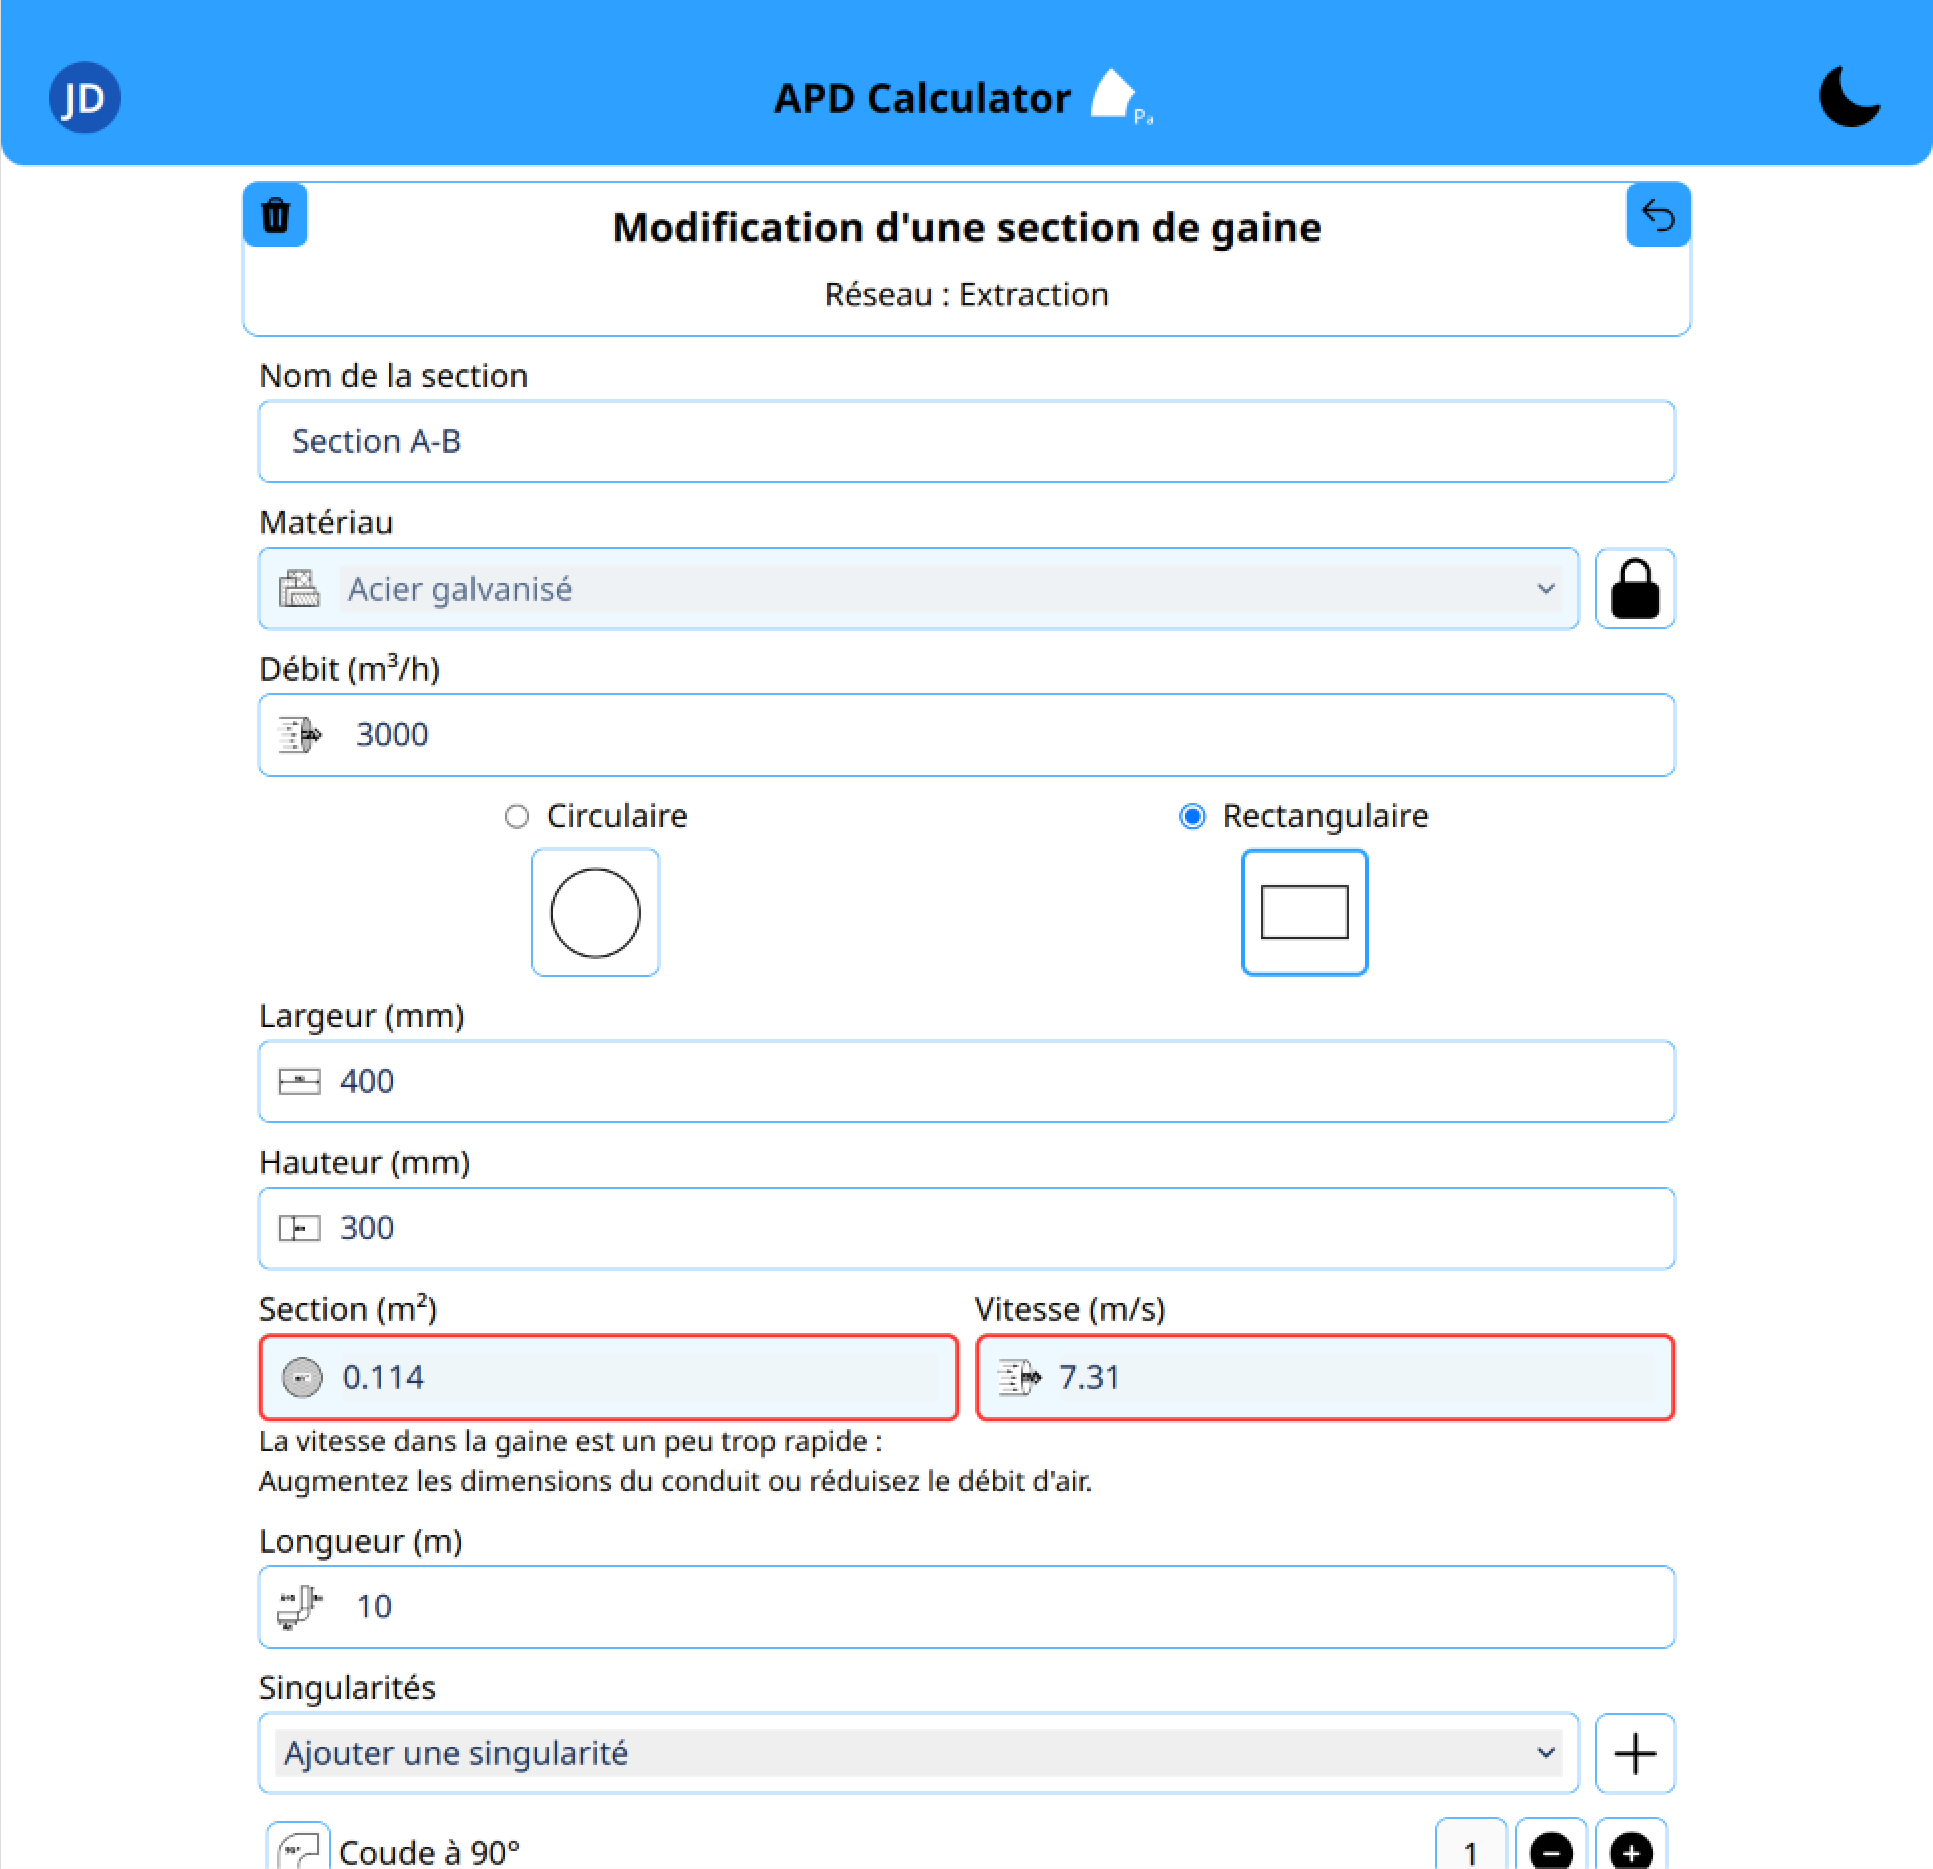 JD
APD Calculator
Pa
Modification d'une section de gaine
Réseau : Extraction
Nom de la section
Section A-B
Matériau
Acier galvanisé
Débit (m³/h)
3000
Circulaire
Rectangulaire
Largeur (mm)
400
Hauteur (mm)
300
Section (m²)
Vitesse (m/s)
0.114
7.31
La vitesse dans la gaine est un peu trop rapide :
Augmentez les dimensions du conduit ou réduisez le débit d'air.
Longueur (m)
10
Singularités
Ajouter une singularité
Coude à 90°
1